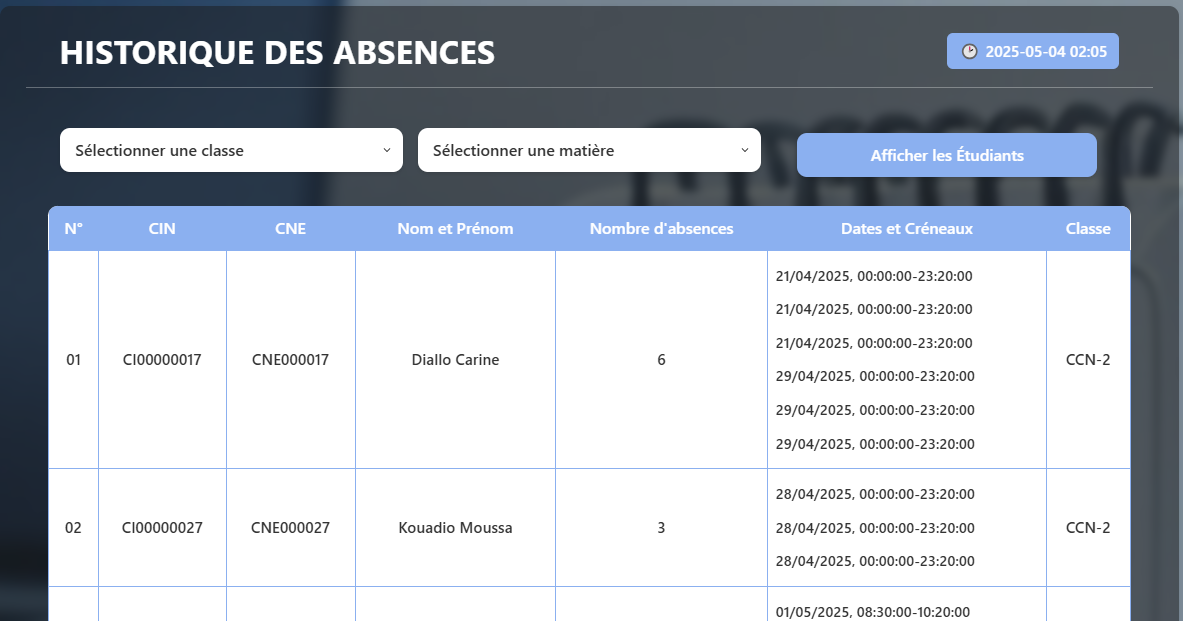 HISTORIQUE DES ABSENCES
2025-05-04 02:05
Sélectionner une classe
Sélectionner une matière
Afficher les Étudiants
N° CIN CNE Nom et Prénom Nombre d'absences Dates et Créneaux Classe
01 CI00000017 CNE000017 Diallo Carine 6
21/04/2025, 00:00:00-23:20:00
21/04/2025, 00:00:00-23:20:00
21/04/2025, 00:00:00-23:20:00
29/04/2025, 00:00:00-23:20:00
29/04/2025, 00:00:00-23:20:00
29/04/2025, 00:00:00-23:20:00
CCN-2
02 CI00000027 CNE000027 Kouadio Moussa 3
28/04/2025, 00:00:00-23:20:00
28/04/2025, 00:00:00-23:20:00
28/04/2025, 00:00:00-23:20:00
CCN-2
01/05/2025, 08:30:00-10:20:00